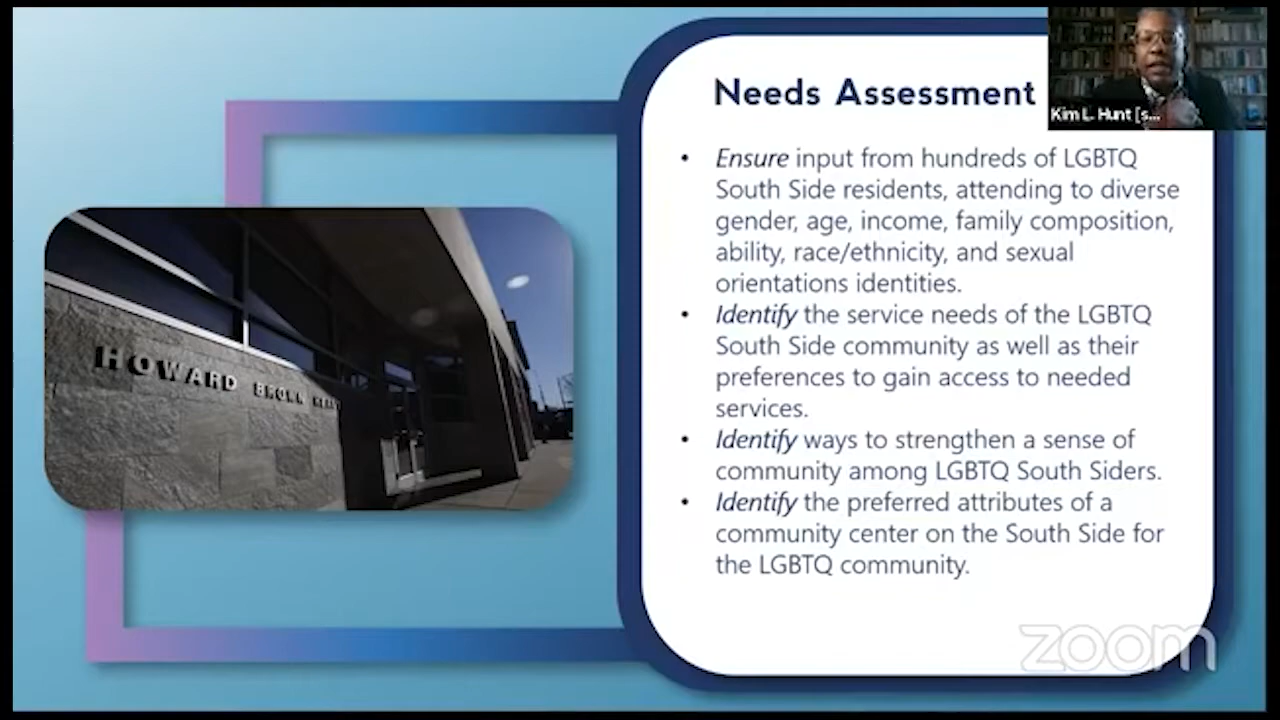 Needs Assessment
Kim L. Hunt [s...
• Ensure input from hundreds of LGBTQ
South Side residents, attending to diverse
gender, age, income, family composition,
ability, race/ethnicity, and sexual
orientations identities.
• Identify the service needs of the LGBTQ
South Side community as well as their
preferences to gain access to needed
services.
• Identify ways to strengthen a sense of
community among LGBTQ South Siders.
• Identify the preferred attributes of a
community center on the South Side for
the LGBTQ community.
HOWARD BROWN
zoom